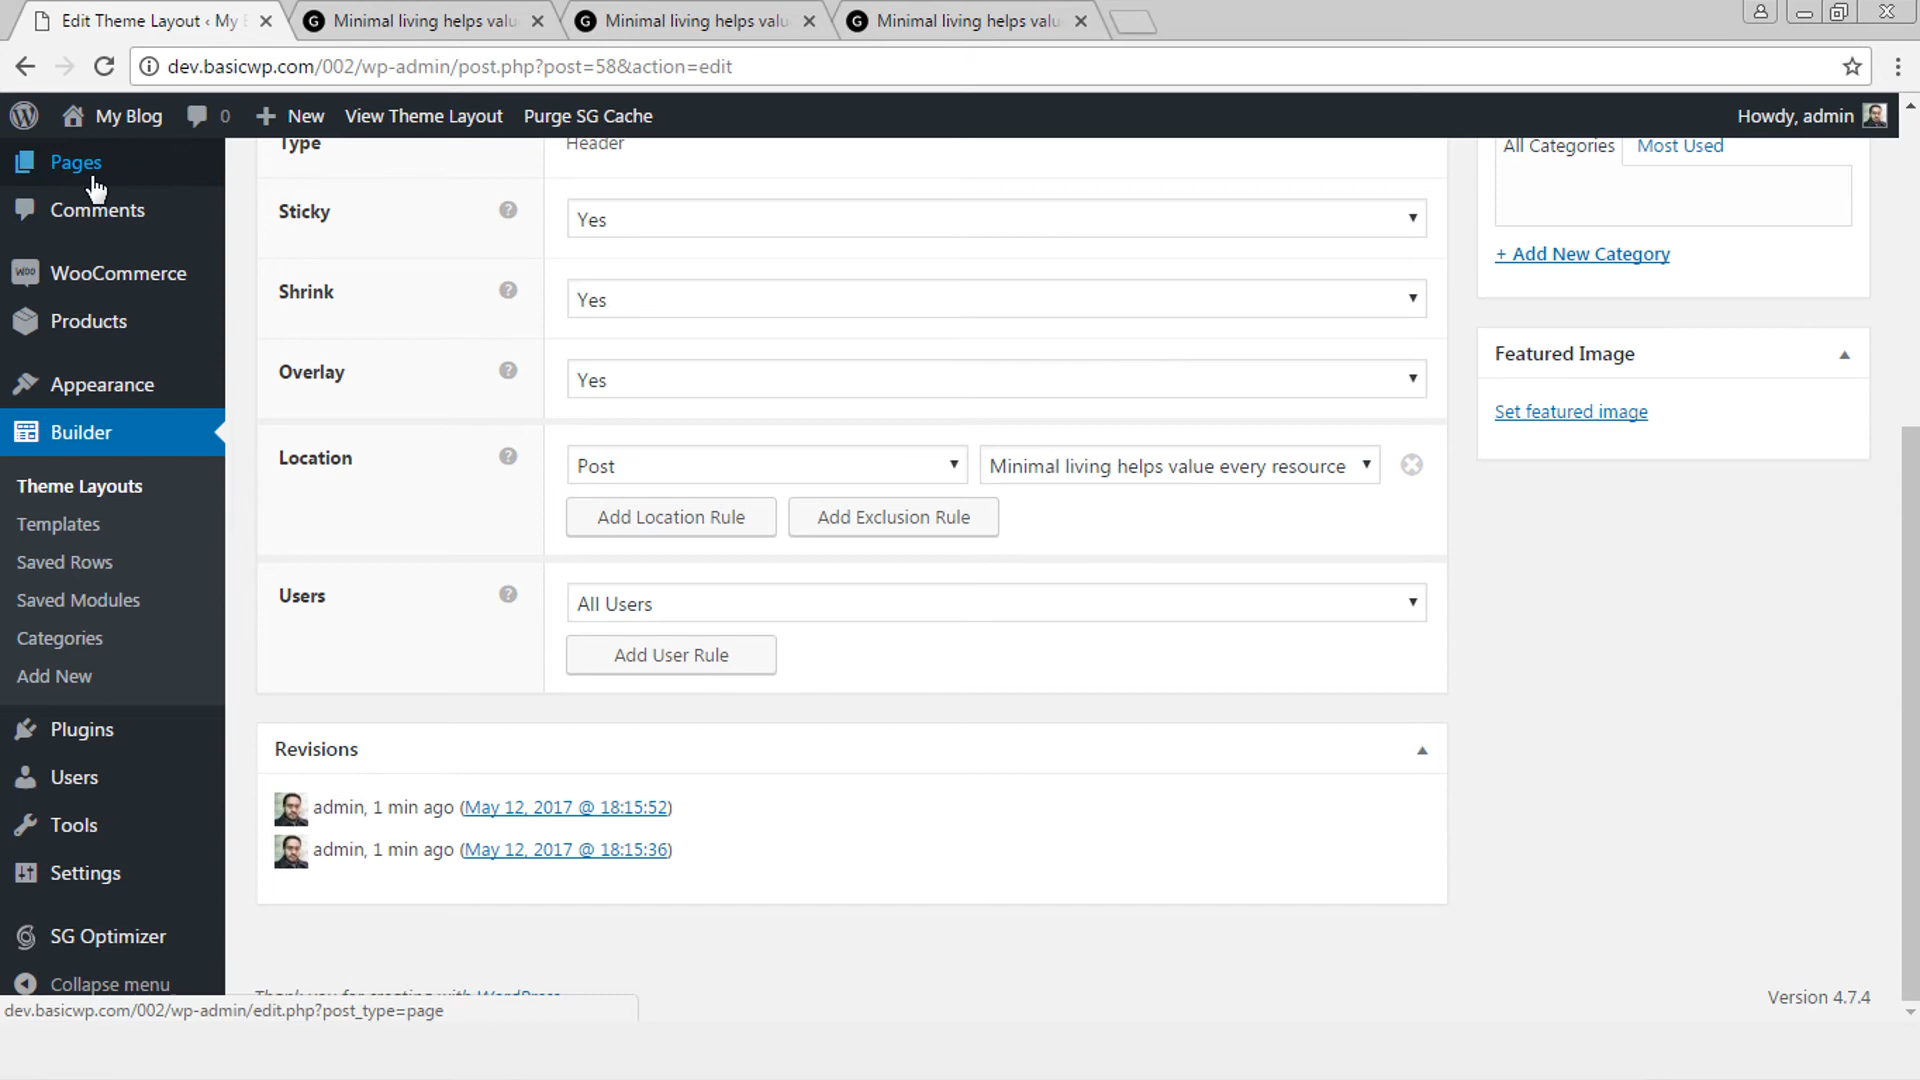 Edit Theme Layout ‹ My B
Minimal living helps valu
Minimal living helps valu
Minimal living helps valu
dev.basicwp.com/002/wp-admin/post.php?post=58&action=edit
My Blog
0
New
View Theme Layout
Purge SG Cache
Howdy, admin
Pages
Comments
WooCommerce
Products
Appearance
Builder
Theme Layouts
Templates
Saved Rows
Saved Modules
Categories
Add New
Plugins
Users
Tools
Settings
SG Optimizer
Collapse menu
Type
Header
Sticky
Yes
Shrink
Yes
Overlay
Yes
Location
Post
Minimal living helps value every resource
Add Location Rule
Add Exclusion Rule
Users
All Users
Add User Rule
Revisions
admin, 1 min ago (May 12, 2017 @ 18:15:52)
admin, 1 min ago (May 12, 2017 @ 18:15:36)
All Categories
Most Used
+ Add New Category
Featured Image
Set featured image
Thank you for creating with WordPress
Version 4.7.4
dev.basicwp.com/002/wp-admin/edit.php?post_type=page